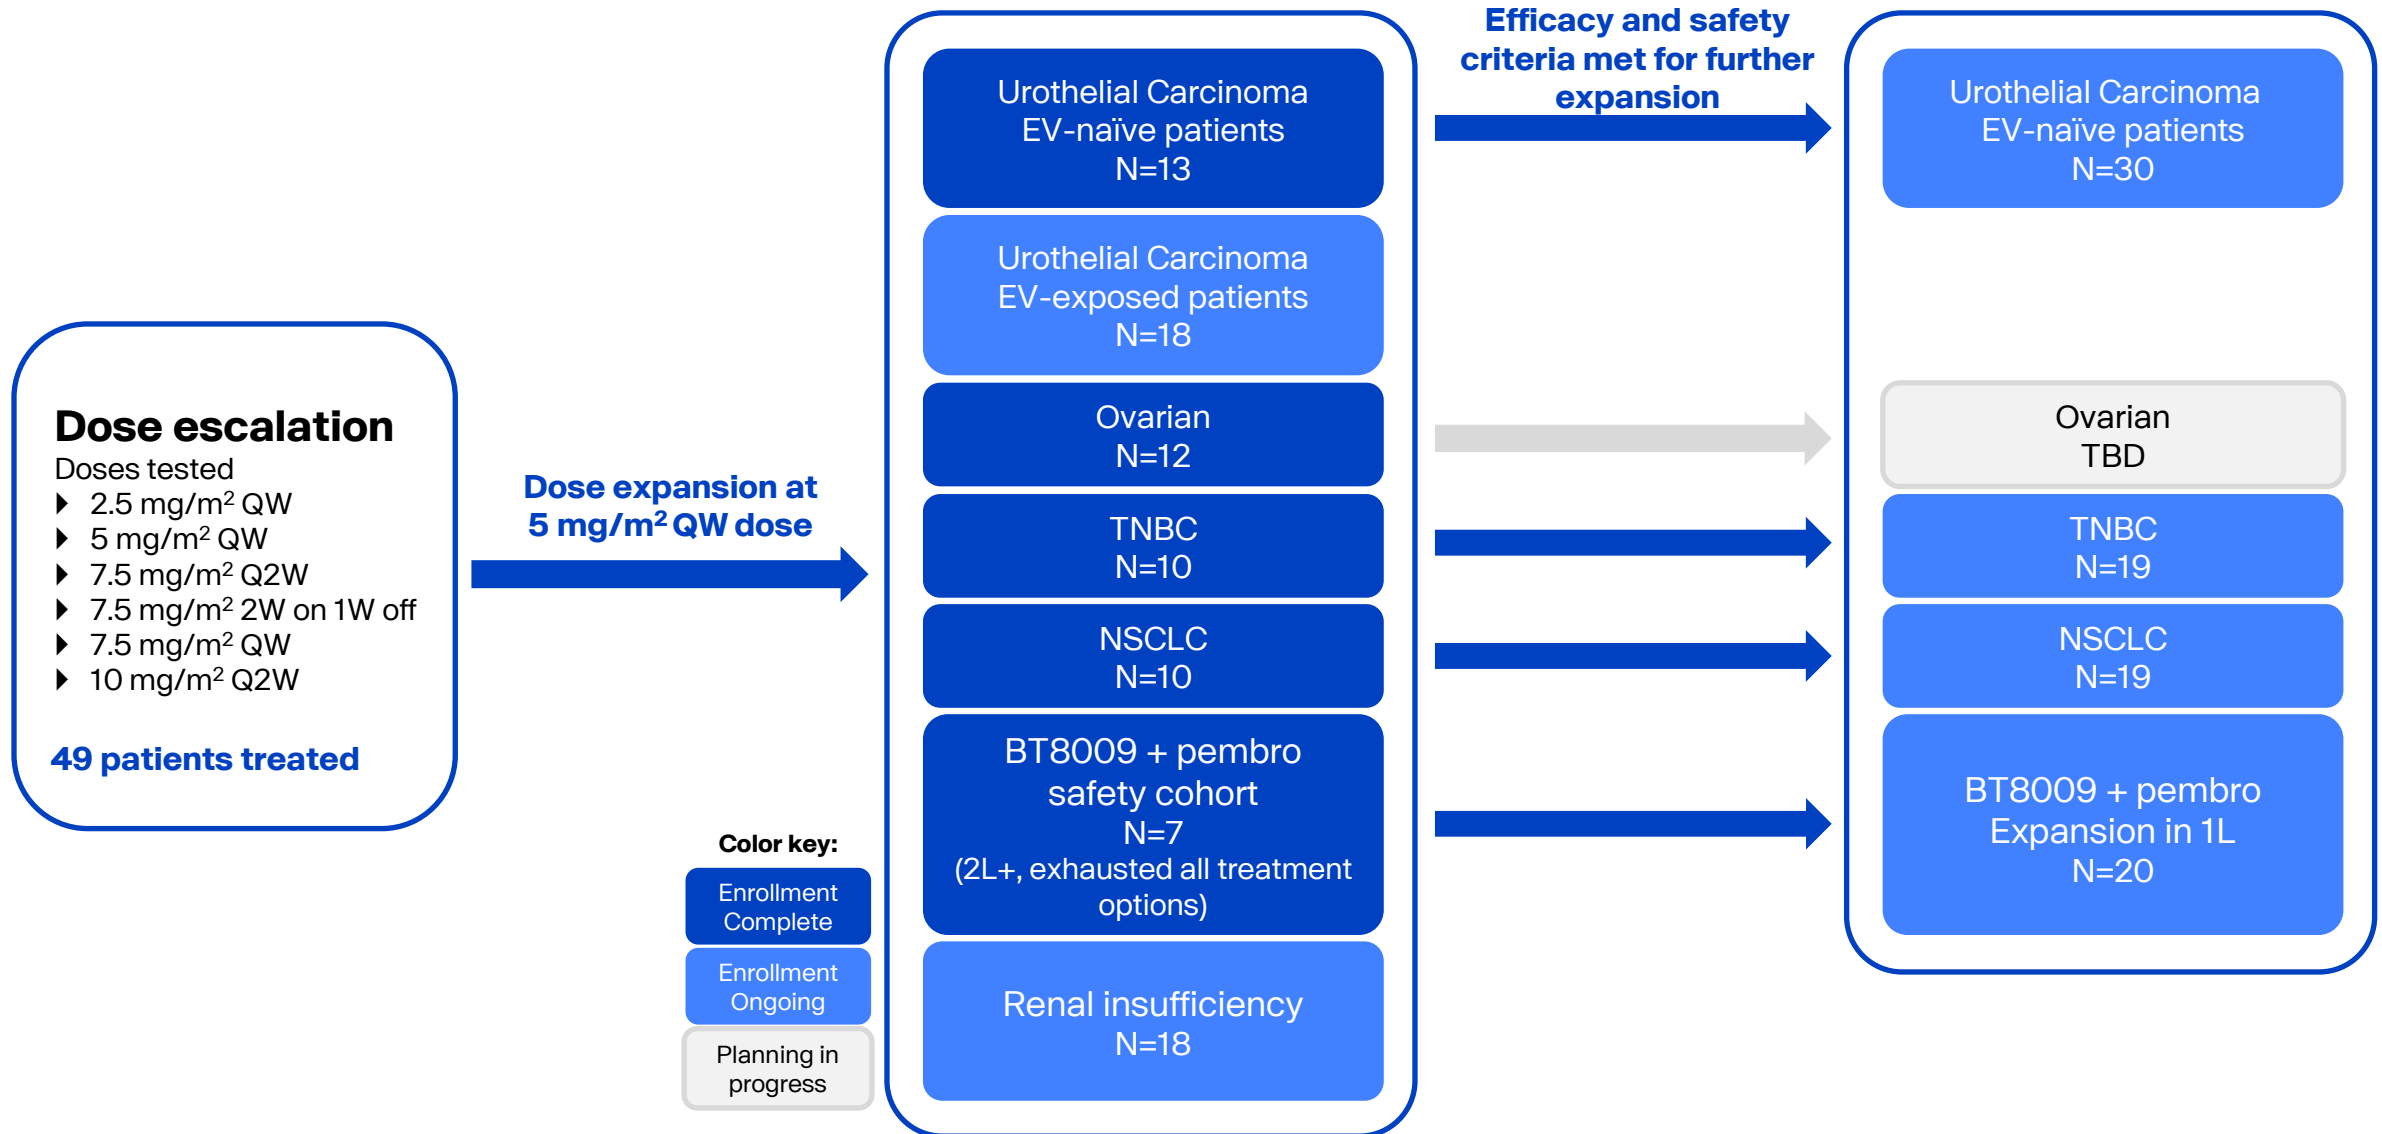 Dose escalation
Doses tested
2.5 mg/m² QW
5 mg/m² QW
7.5 mg/m² Q2W
7.5 mg/m² 2W on 1W off
7.5 mg/m² QW
10 mg/m² Q2W
49 patients treated
Dose expansion at
5 mg/m² QW dose
Color key:
Enrollment
Complete
Enrollment
Ongoing
Planning in
progress
Urothelial Carcinoma
EV-naïve patients
N=13
Urothelial Carcinoma
EV-exposed patients
N=18
Ovarian
N=12
TNBC
N=10
NSCLC
N=10
BT8009 + pembro
safety cohort
N=7
(2L+, exhausted all treatment
options)
Renal insufficiency
N=18
Efficacy and safety
criteria met for further
expansion
Urothelial Carcinoma
EV-naïve patients
N=30
Ovarian
TBD
TNBC
N=19
NSCLC
N=19
BT8009 + pembro
Expansion in 1L
N=20